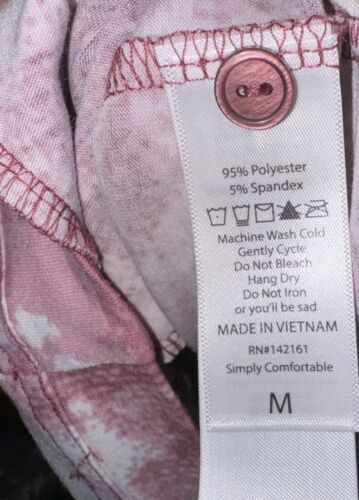 95% Polyester
5% Spandex
Machine Wash Cold
Gently Cycle
Do Not Bleach
Hang Dry
Do Not Iron
or you'll be sad
MADE IN VIETNAM
RN#142161
Simply Comfortable
M